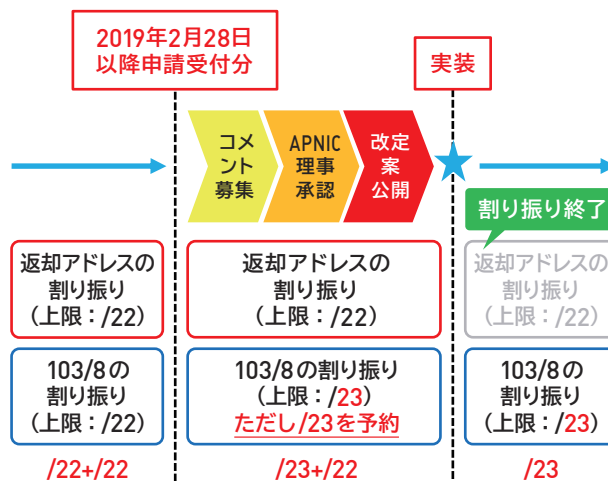 2019年2月28日
以降申請受付分
実装
コメ
ント
募集
APNIC
理事
承認
改定
案
公開
割り振り終了
返却アドレスの
割り振り
（上限：/22）
返却アドレスの
割り振り
（上限：/22）
返却アドレスの
割り振り
（上限：/22）
103/8の
割り振り
（上限：/22）
103/8の割り振り
（上限：/23）
ただし/23を予約
103/8の
割り振り
（上限：/23）
/22+/22
/23+/22
/23